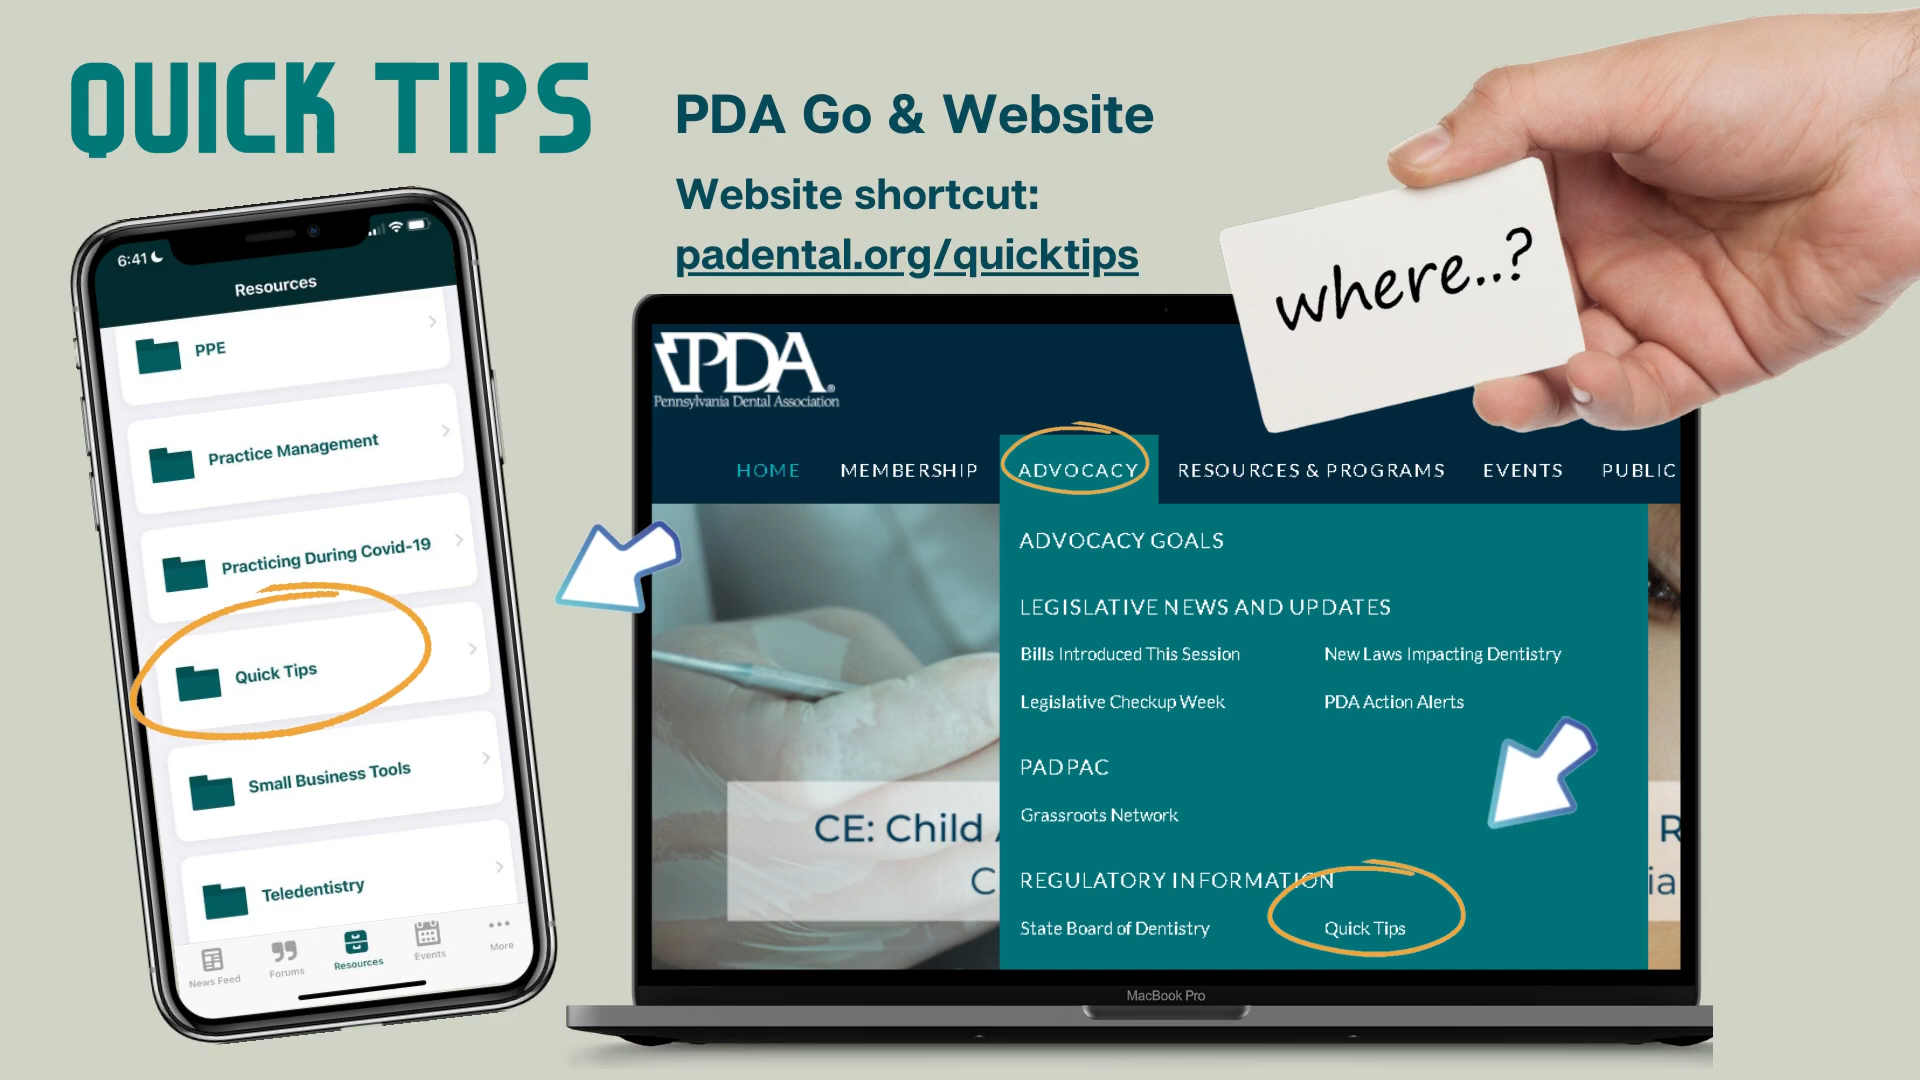 QUICK TIPS
PDA Go & Website
Website shortcut:
padental.org/quicktips
where..?
6:41
Resources
PPE
Practice Management
Practicing During Covid-19
Quick Tips
Small Business Tools
Teledentistry
News Feed
Forums
Resources
Events
More
PDA®
Pennsylvania Dental Association
HOME MEMBERSHIP ADVOCACY RESOURCES & PROGRAMS EVENTS PUBLIC
ADVOCACY GOALS
LEGISLATIVE NEWS AND UPDATES
Bills Introduced This Session New Laws Impacting Dentistry
Legislative Checkup Week PDA Action Alerts
PADPAC
Grassroots Network
REGULATORY INFORMATION
State Board of Dentistry Quick Tips
CE: Child
MacBook Pro